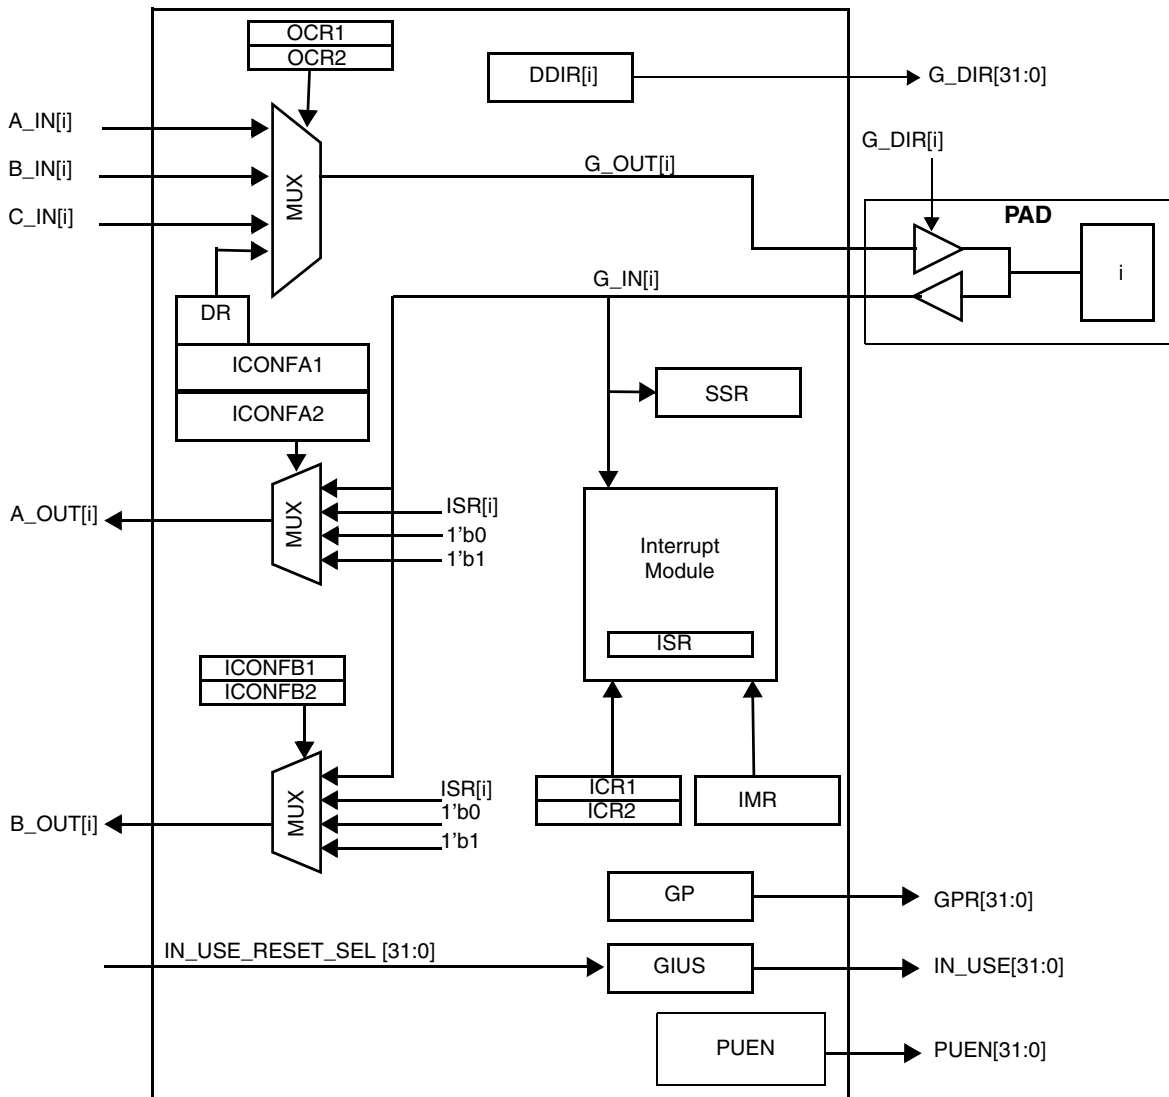 OCR1
OCR2
DDIR[i]
G_DIR[31:0]
A_IN[i]
B_IN[i]
C_IN[i]
MUX
G_OUT[i]
G_DIR[i]
PAD
i
G_IN[i]
DR
ICONFA1
ICONFA2
SSR
MUX
ISR[i]
1'b0
1'b1
A_OUT[i]
Interrupt
Module
ISR
ICONFB1
ICONFB2
MUX
ISR[i]
1'b0
1'b1
B_OUT[i]
ICR1
ICR2
IMR
GP
GPR[31:0]
IN_USE_RESET_SEL [31:0]
GIUS
IN_USE[31:0]
PUEN
PUEN[31:0]